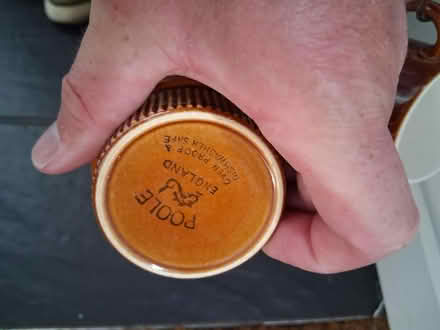 POOLE
ENGLAND
OVEN PROOF &
DISHWASHER SAFE